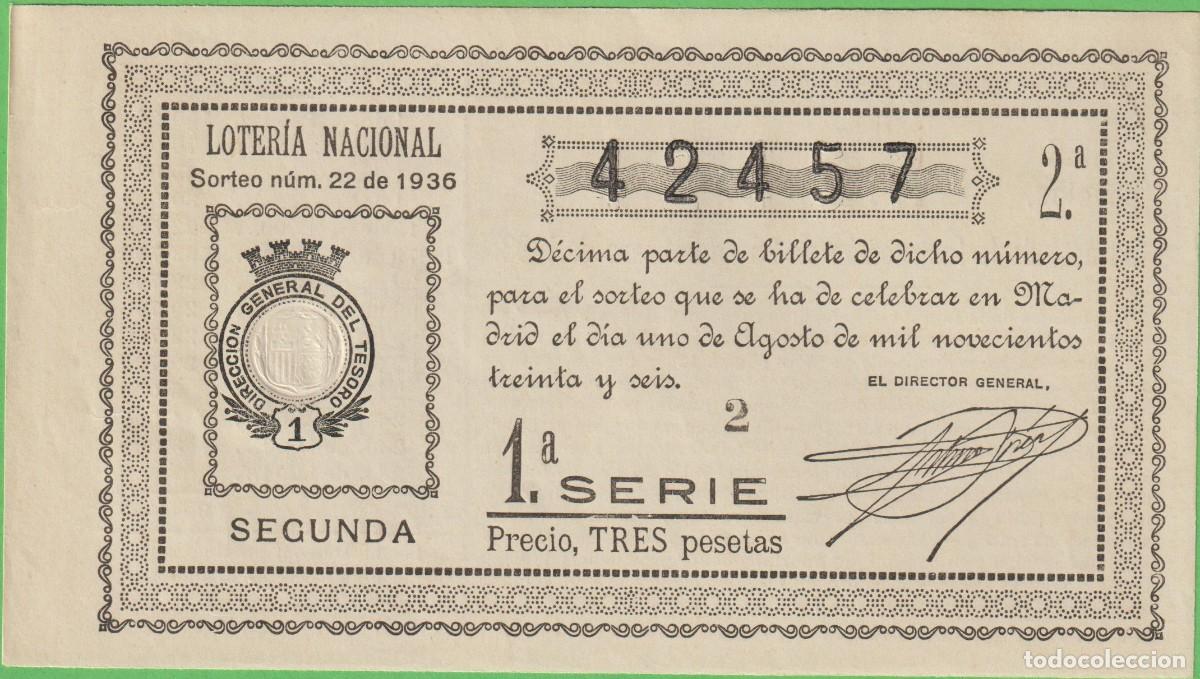 LOTERÍA NACIONAL
Sorteo núm. 22 de 1936
DIRECCION GENERAL DEL TESORO
1
SEGUNDA
42457
2.ª
Décima parte de billete de dicho número,
para el sorteo que se ha de celebrar en Ma-
drid el día uno de Agosto de mil novecientos
treinta y seis.
EL DIRECTOR GENERAL,
2
1.ª SERIE
Precio, TRES pesetas
todocoleccion